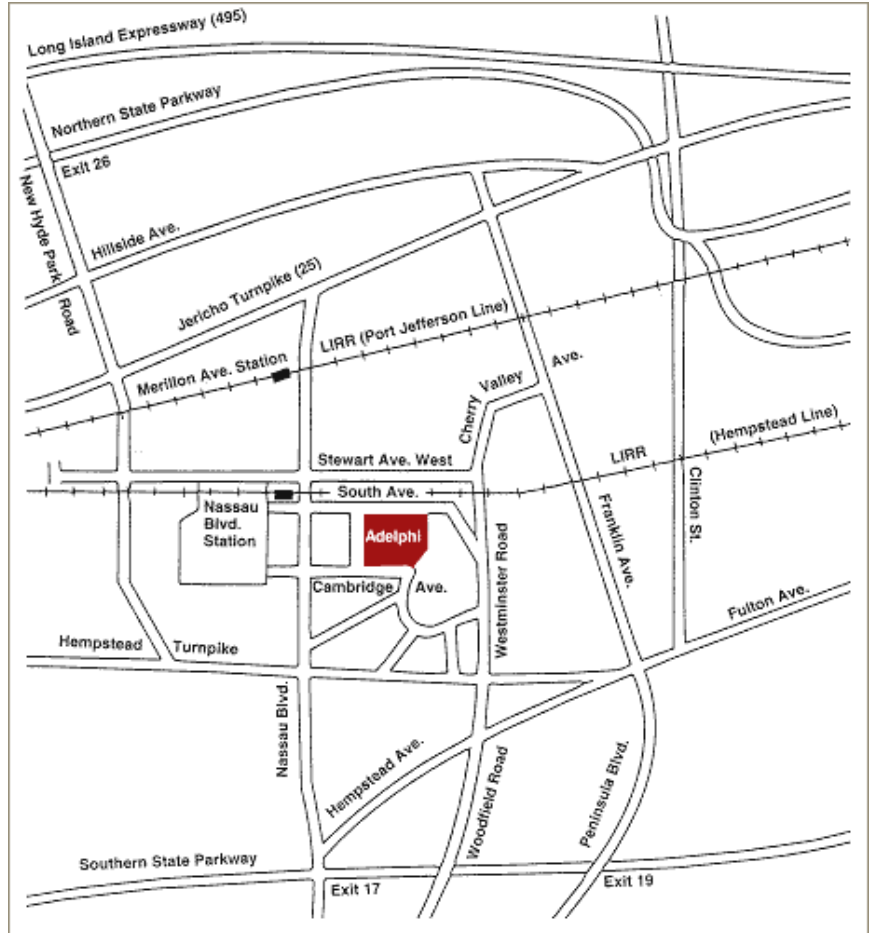 Long Island Expressway (495)
Northern State Parkway
Exit 26
New Hyde Park Road
Hillside Ave.
Jericho Turnpike (25)
LIRR (Port Jefferson Line)
Merillon Ave. Station
Cherry Valley Ave.
Stewart Ave. West
LIRR (Hempstead Line)
South Ave.
Nassau
Blvd.
Station
Adelphi
Clinton St.
Franklin Ave.
Westminster Road
Cambridge Ave.
Fulton Ave.
Hempstead Turnpike
Nassau Blvd.
Hempstead Ave.
Woodfield Road
Peninsula Blvd.
Southern State Parkway
Exit 17
Exit 19